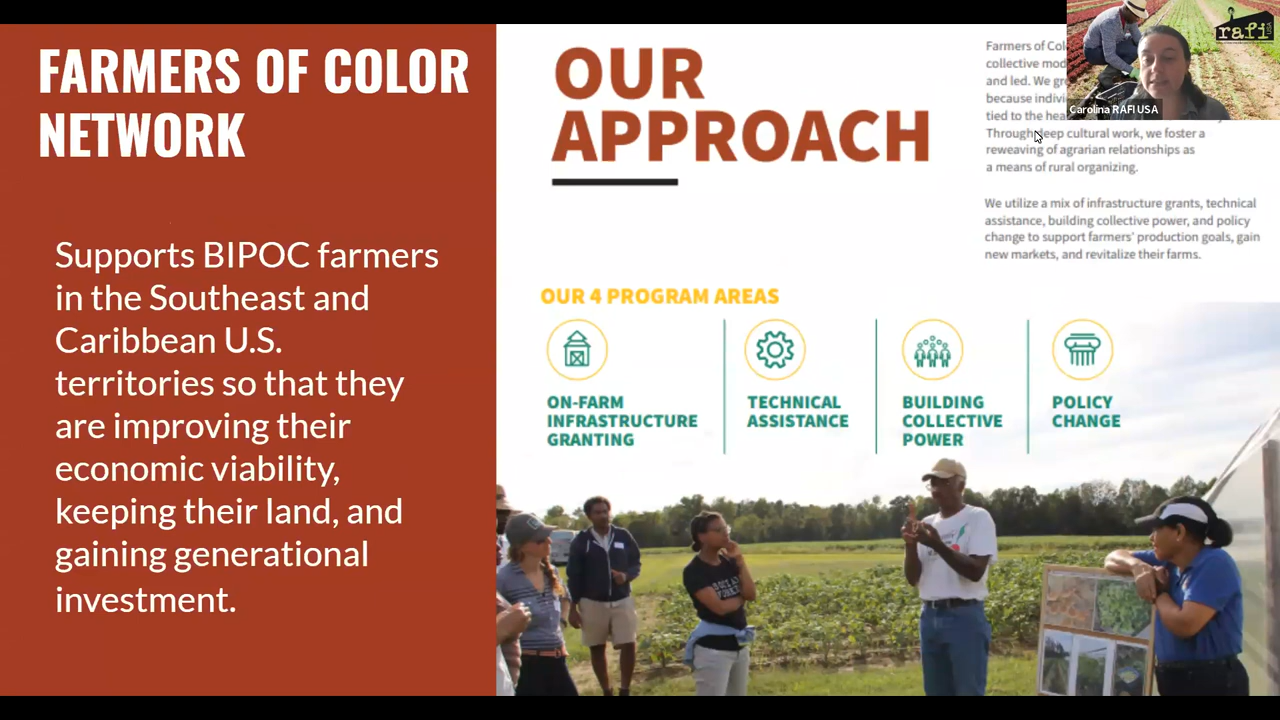 FARMERS OF COLOR
NETWORK
Supports BIPOC farmers
in the Southeast and
Caribbean U.S.
territories so that they
are improving their
economic viability,
keeping their land, and
gaining generational
investment.
OUR
APPROACH
Farmers of Col
collective mod
and led. We gr
because indivi
tied to the hea
Through deep cultural work, we foster a
reweaving of agrarian relationships as
a means of rural organizing.
We utilize a mix of infrastructure grants, technical
assistance, building collective power, and policy
change to support farmers' production goals, gain
new markets, and revitalize their farms.
OUR 4 PROGRAM AREAS
ON-FARM
INFRASTRUCTURE
GRANTING
TECHNICAL
ASSISTANCE
BUILDING
COLLECTIVE
POWER
POLICY
CHANGE
rafi
USA
Carolina RAFI USA